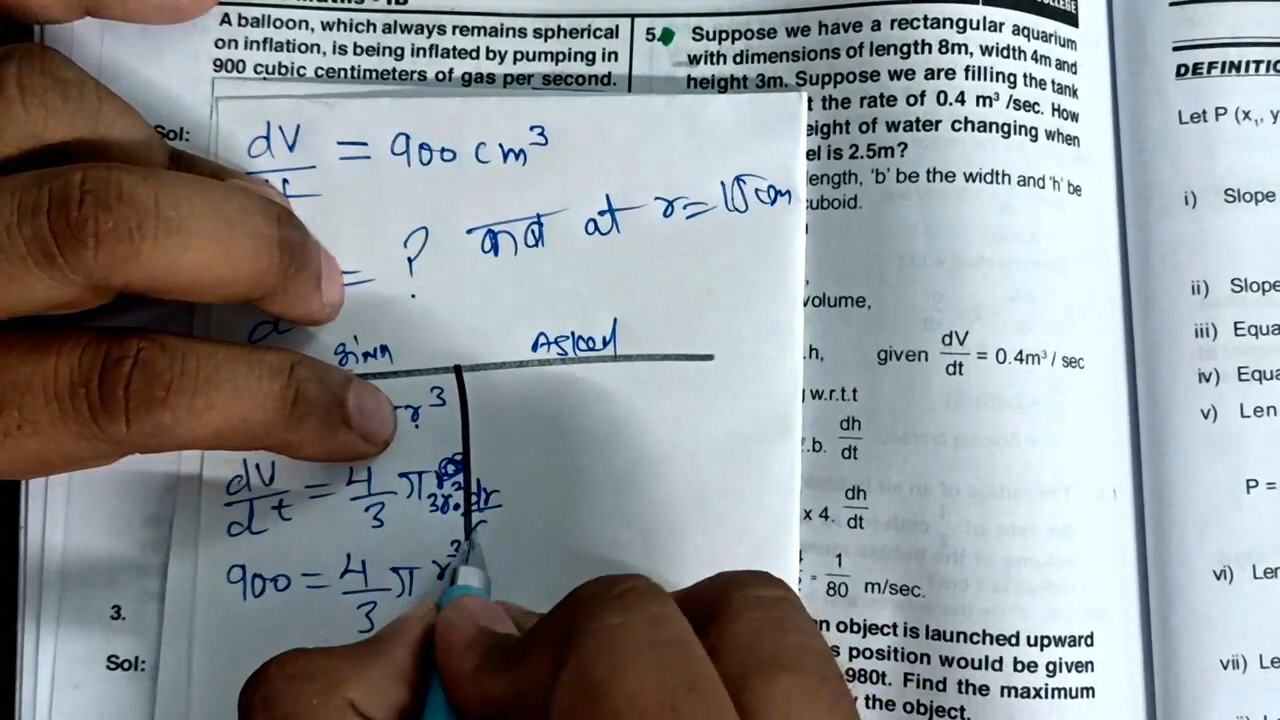 A balloon, which always remains spherical
on inflation, is being inflated by pumping in
900 cubic centimeters of gas per second.
Sol:
dV = 900 cm³
= ? at r = 15 cm
given Asked
r³
dV/dt = 4/3 π 3r². dr
900 = 4/3 π r²
3.
Sol:
5. Suppose we have a rectangular aquarium
with dimensions of length 8m, width 4m and
height 3m. Suppose we are filling the tank
t the rate of 0.4 m³ /sec. How
eight of water changing when
el is 2.5m?
length, 'b' be the width and 'h' be
uboid.
volume,
.h, given dV/dt = 0.4m³ / sec
w.r.t.t
.b. dh/dt
x 4. dh/dt
= 1/80 m/sec.
n object is launched upward
s position would be given
980t. Find the maximum
the object.
DEFINITIO
Let P (x₁, y
i) Slope
ii) Slope
iii) Equa
iv) Equa
v) Len
P =
vi) Ler
vii) Le